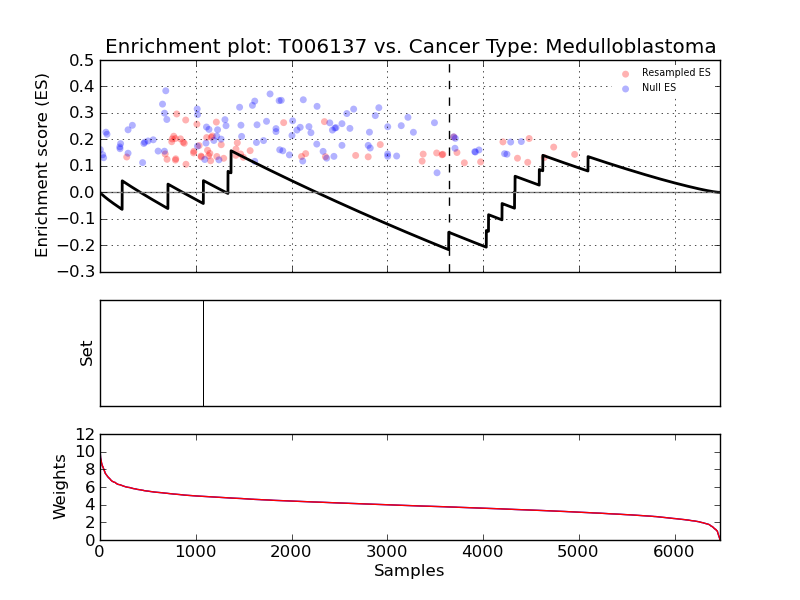 Enrichment plot: T006137 vs. Cancer Type: Medulloblastoma
0.5
0.4
0.3
0.2
0.1
0.0
−0.1
−0.2
−0.3
Enrichment score (ES)
Resampled ES
Null ES
Set
12
10
8
6
4
2
0
Weights
0 1000 2000 3000 4000 5000 6000
Samples